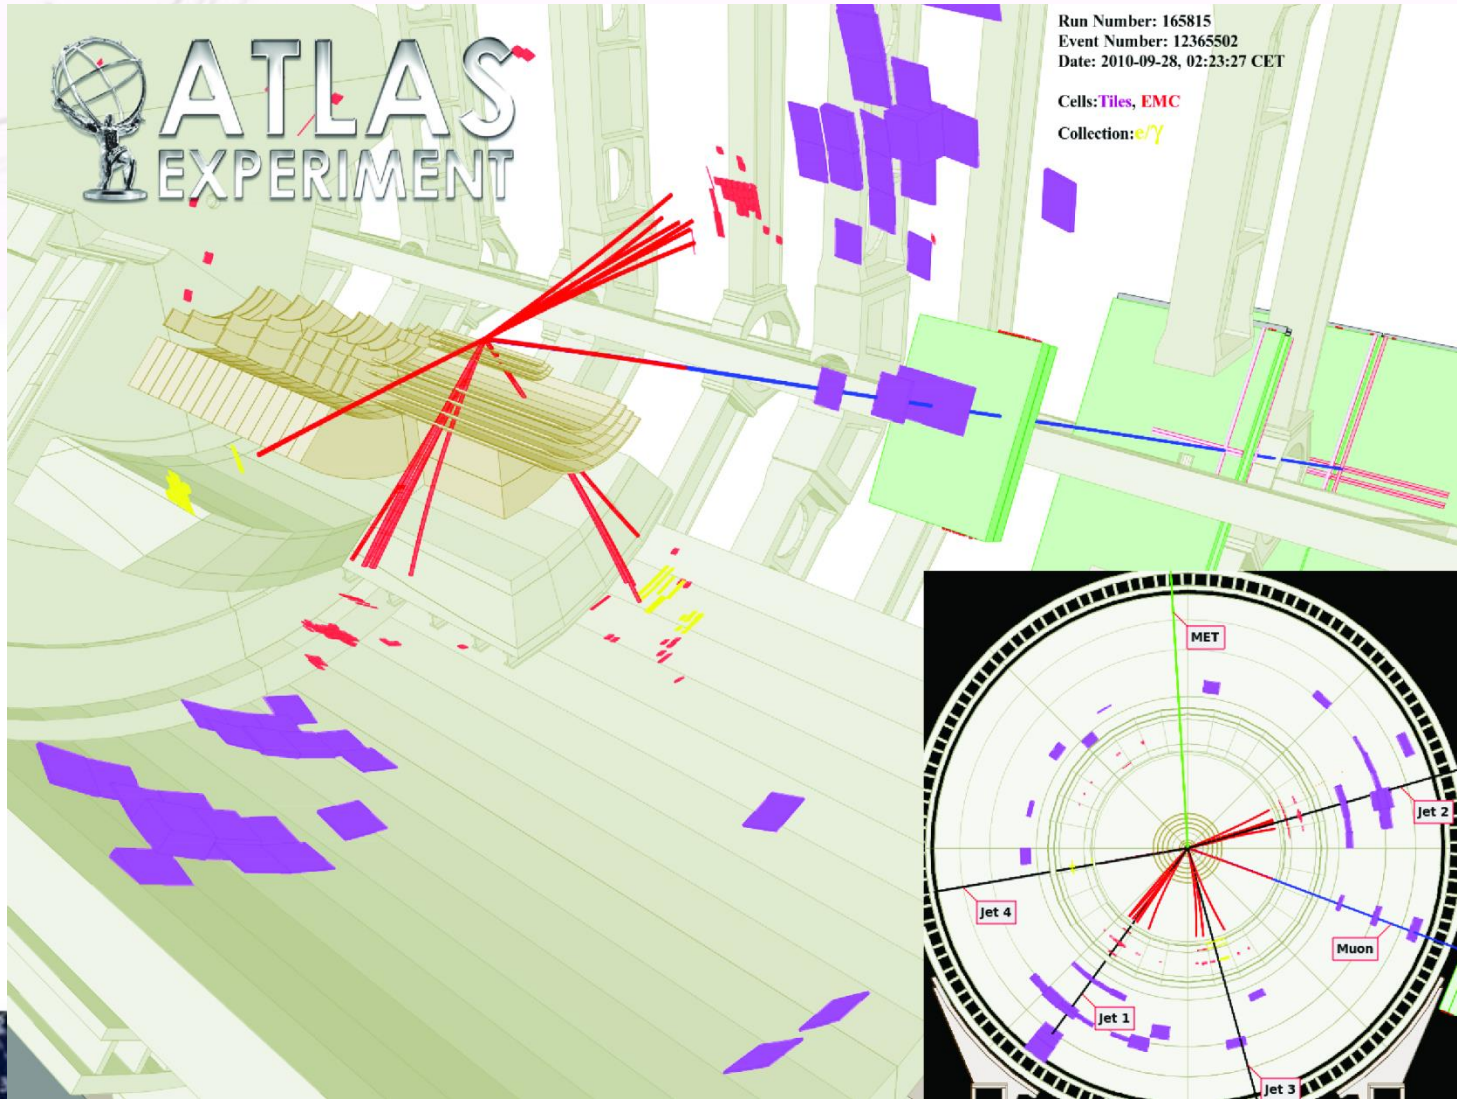 ATLAS
EXPERIMENT
Run Number: 165815
Event Number: 12365502
Date: 2010-09-28, 02:23:27 CET
Cells:Tiles, EMC
Collection:e/γ
MET
Jet 2
Jet 4
Muon
Jet 1
Jet 3